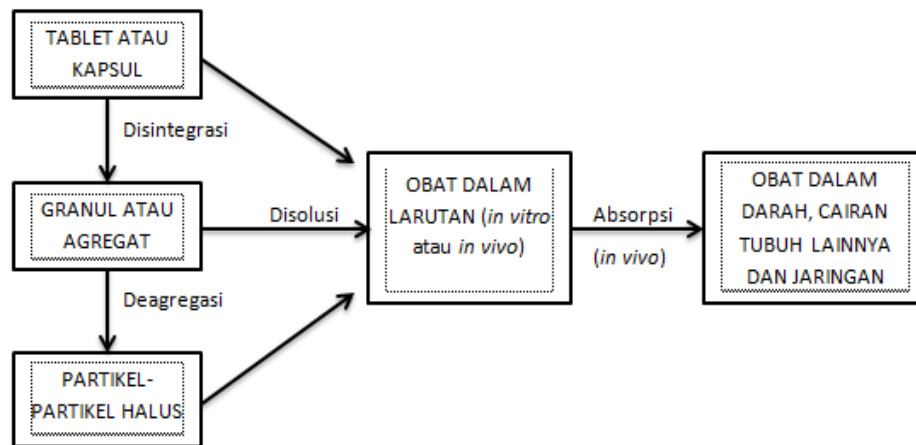 TABLET ATAU
KAPSUL
Disintegrasi
GRANUL ATAU
AGREGAT
Deagregasi
PARTIKEL-
PARTIKEL HALUS
Disolusi
OBAT DALAM
LARUTAN (in vitro
atau in vivo)
Absorpsi
(in vivo)
OBAT DALAM
DARAH, CAIRAN
TUBUH LAINNYA
DAN JARINGAN